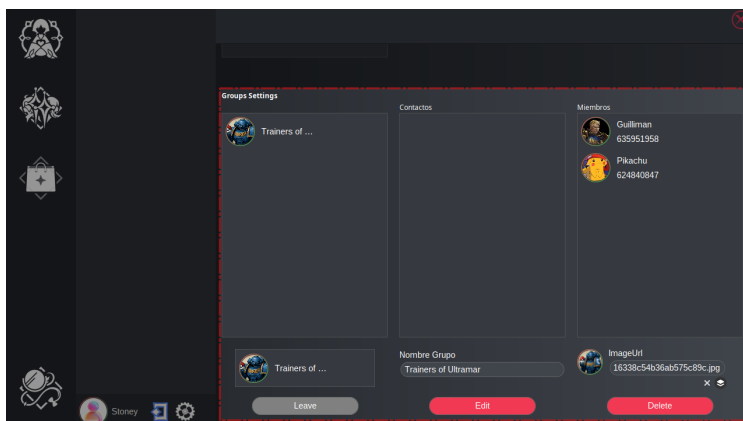 Groups Settings
Contactos
Miembros
Trainers of ...
Guilliman
635951958
Pikachu
624840847
Trainers of ...
Nombre Grupo
Trainers of Ultramar
ImageUrl
16338c54b36ab575c89c.jpg
Leave
Edit
Delete
Stoney